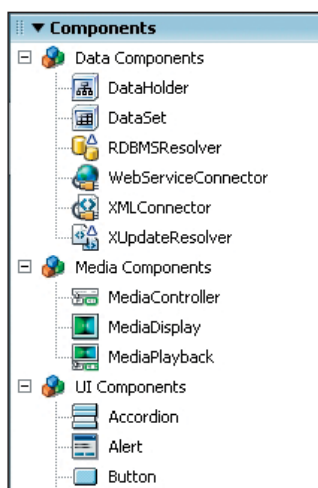 Components
Data Components
DataHolder
DataSet
RDBMSResolver
WebServiceConnector
XMLConnector
XUpdateResolver
Media Components
MediaController
MediaDisplay
MediaPlayback
UI Components
Accordion
Alert
Button